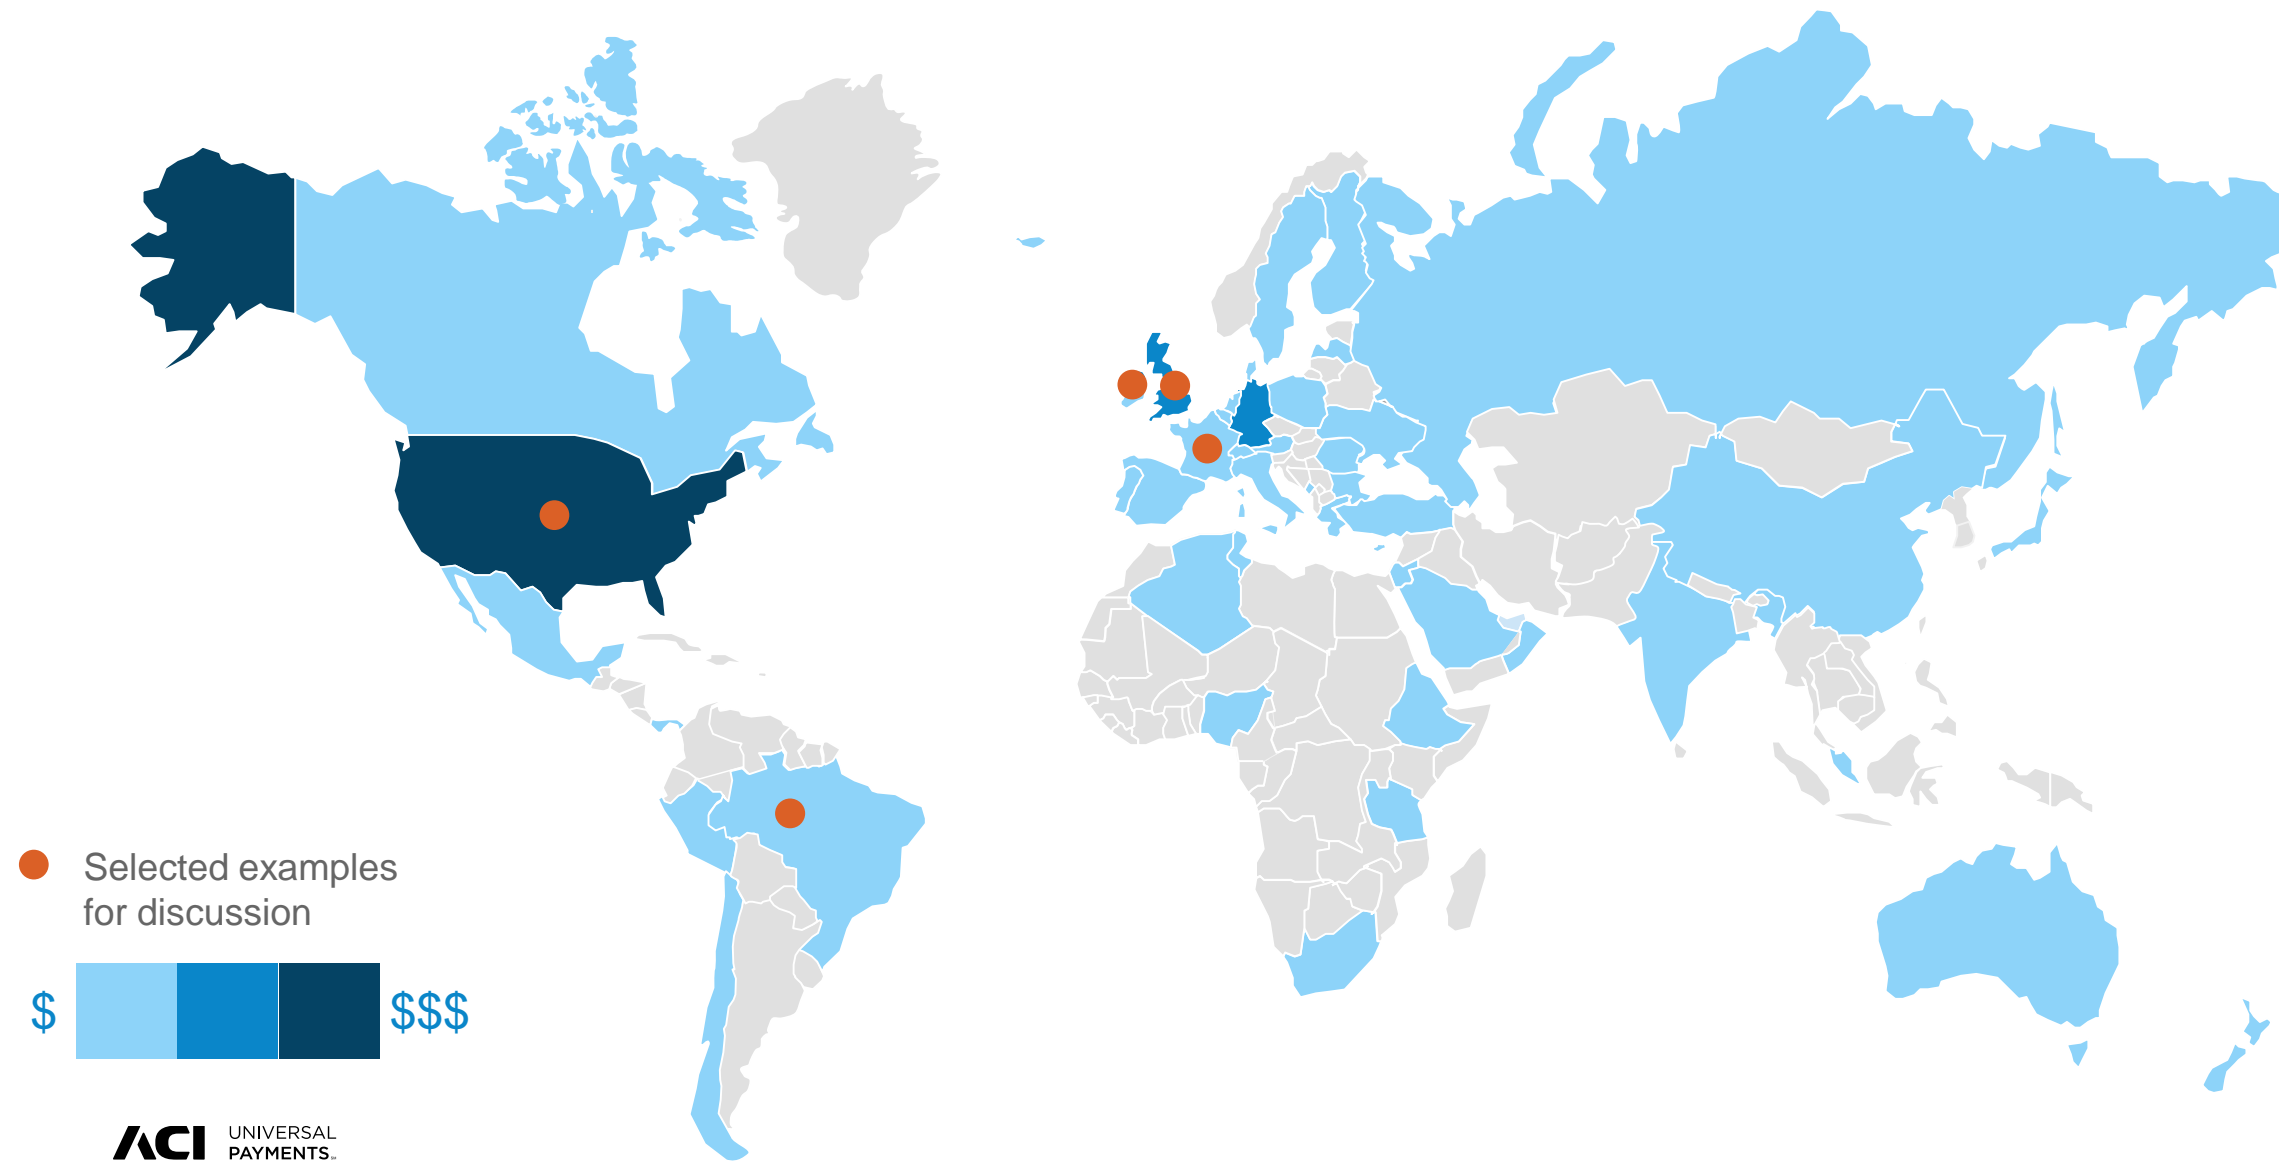 Selected examples
for discussion
$ $$$
ACI UNIVERSAL
PAYMENTS